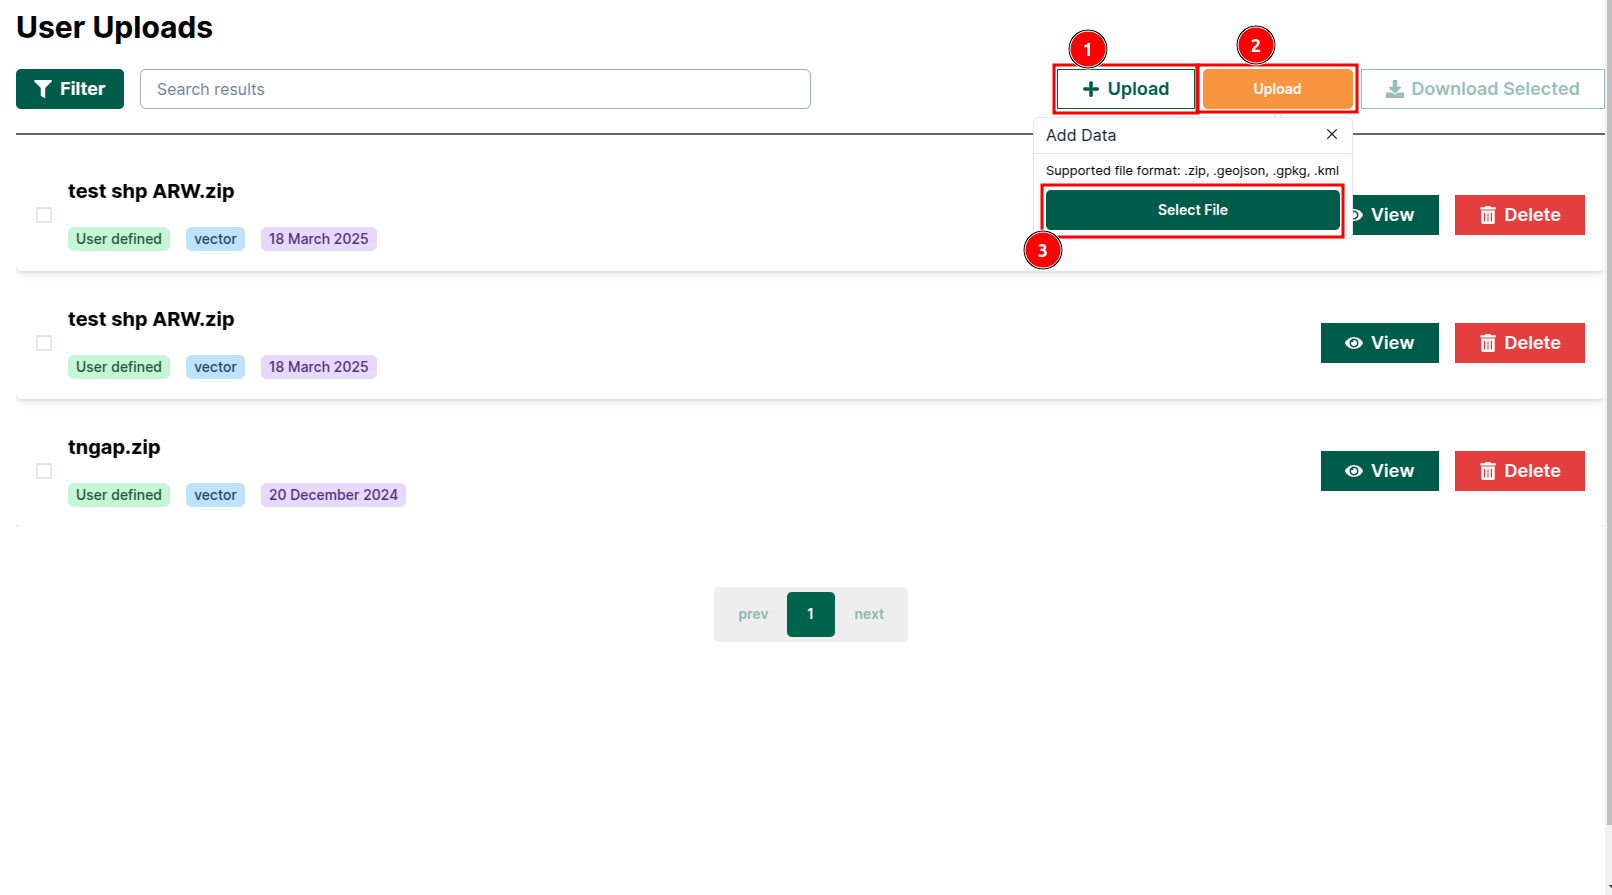 User Uploads
1
2
Filter
Search results
Upload
Upload
Download Selected
Add Data
Supported file format: .zip, .geojson, .gpkg, .kml
Select File
3
test shp ARW.zip
User defined vector 18 March 2025
View
Delete
test shp ARW.zip
User defined vector 18 March 2025
View
Delete
tngap.zip
User defined vector 20 December 2024
View
Delete
prev 1 next